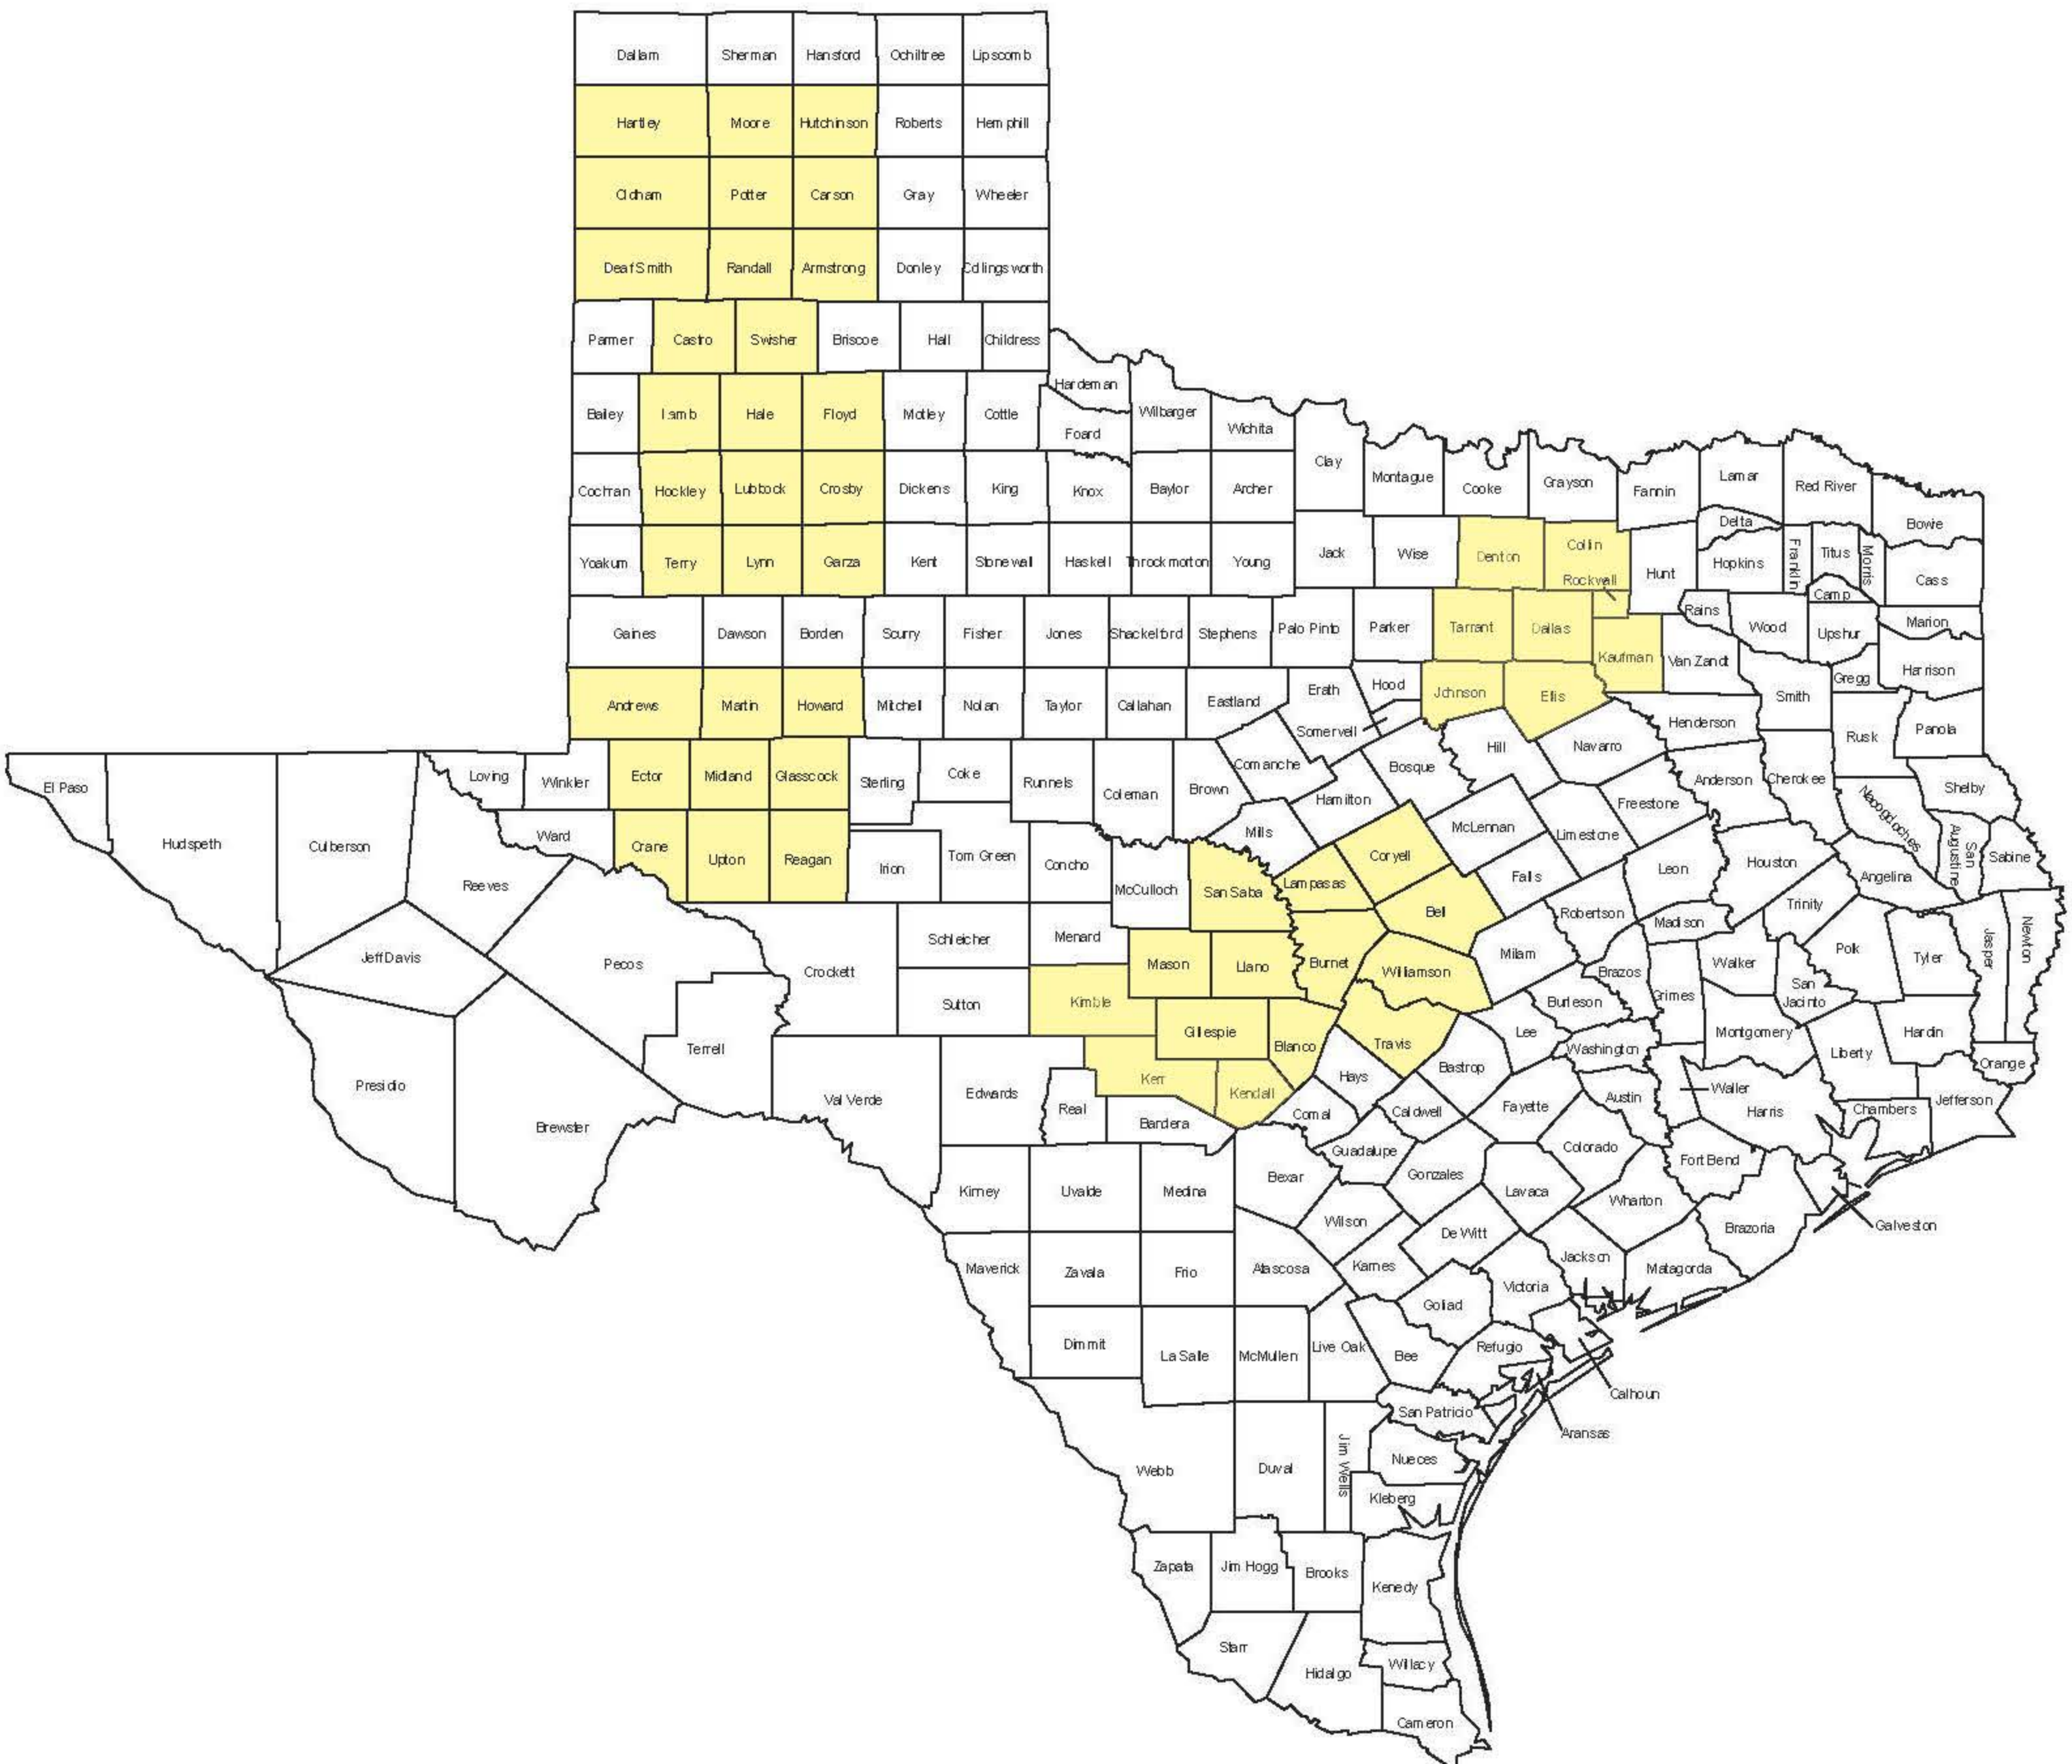 Dallam Sherman Hansford Ochiltree Lipscomb
Hartley Moore Hutchinson Roberts Hemphill
Oldham Potter Carson Gray Wheeler
Deaf Smith Randall Armstrong Donley Collingsworth
Parmer Castro Swisher Briscoe Hall Childress
Hardeman
Bailey Lamb Hale Floyd Motley Cottle Foard Wilbarger Wichita
Clay Montague Cooke Grayson Fannin Lamar Red River Bowie
Cochran Hockley Lubbock Crosby Dickens King Knox Baylor Archer
Delta
Yoakum Terry Lynn Garza Kent Stonewall Haskell Throckmorton Young Jack Wise Denton Collin Hunt Hopkins Franklin Titus Morris Cass
Rockwall Camp
Rains Wood Upshur Marion
Gaines Dawson Borden Scurry Fisher Jones Shackelford Stephens Palo Pinto Parker Tarrant Dallas Kaufman Van Zandt
Gregg Harrison
Andrews Martin Howard Mitchell Nolan Taylor Callahan Eastland Erath Hood Johnson Ellis Smith
Somervell Henderson Rusk Panola
Hill Navarro
El Paso Hudspeth Culberson Loving Winkler Ector Midland Glasscock Sterling Coke Runnels Coleman Brown Comanche Bosque Anderson Cherokee Shelby
Hamilton Freestone Nacogdoches
Ward Crane Upton Reagan Irion Tom Green Concho Mills McLennan Limestone San Augustine Sabine
Reeves McCulloch San Saba Lampasas Coryell Falls Leon Houston Angelina
Bell Robertson Madison Trinity
Jeff Davis Pecos Crockett Schleicher Menard Mason Llano Burnet Williamson Milam Brazos Walker Polk Tyler Jasper Newton
Sutton Kimble Grimes San Jacinto
Burleson
Terrell Gillespie Blanco Travis Lee Washington Montgomery Liberty Hardin Orange
Presidio Brewster Val Verde Edwards Real Kerr Kendall Hays Bastrop Waller
Bandera Comal Caldwell Fayette Austin Harris Chambers Jefferson
Guadalupe Colorado Fort Bend
Kinney Uvalde Medina Bexar Gonzales Lavaca Wharton
Wilson De Witt Brazoria Galveston
Maverick Zavala Frio Atascosa Karnes Jackson Matagorda
Goliad Victoria
Dimmit La Salle McMullen Live Oak Bee Refugio
Calhoun
San Patricio Aransas
Webb Duval Jim Wells Nueces
Kleberg
Zapata Jim Hogg Brooks Kenedy
Starr Hidalgo Willacy
Cameron